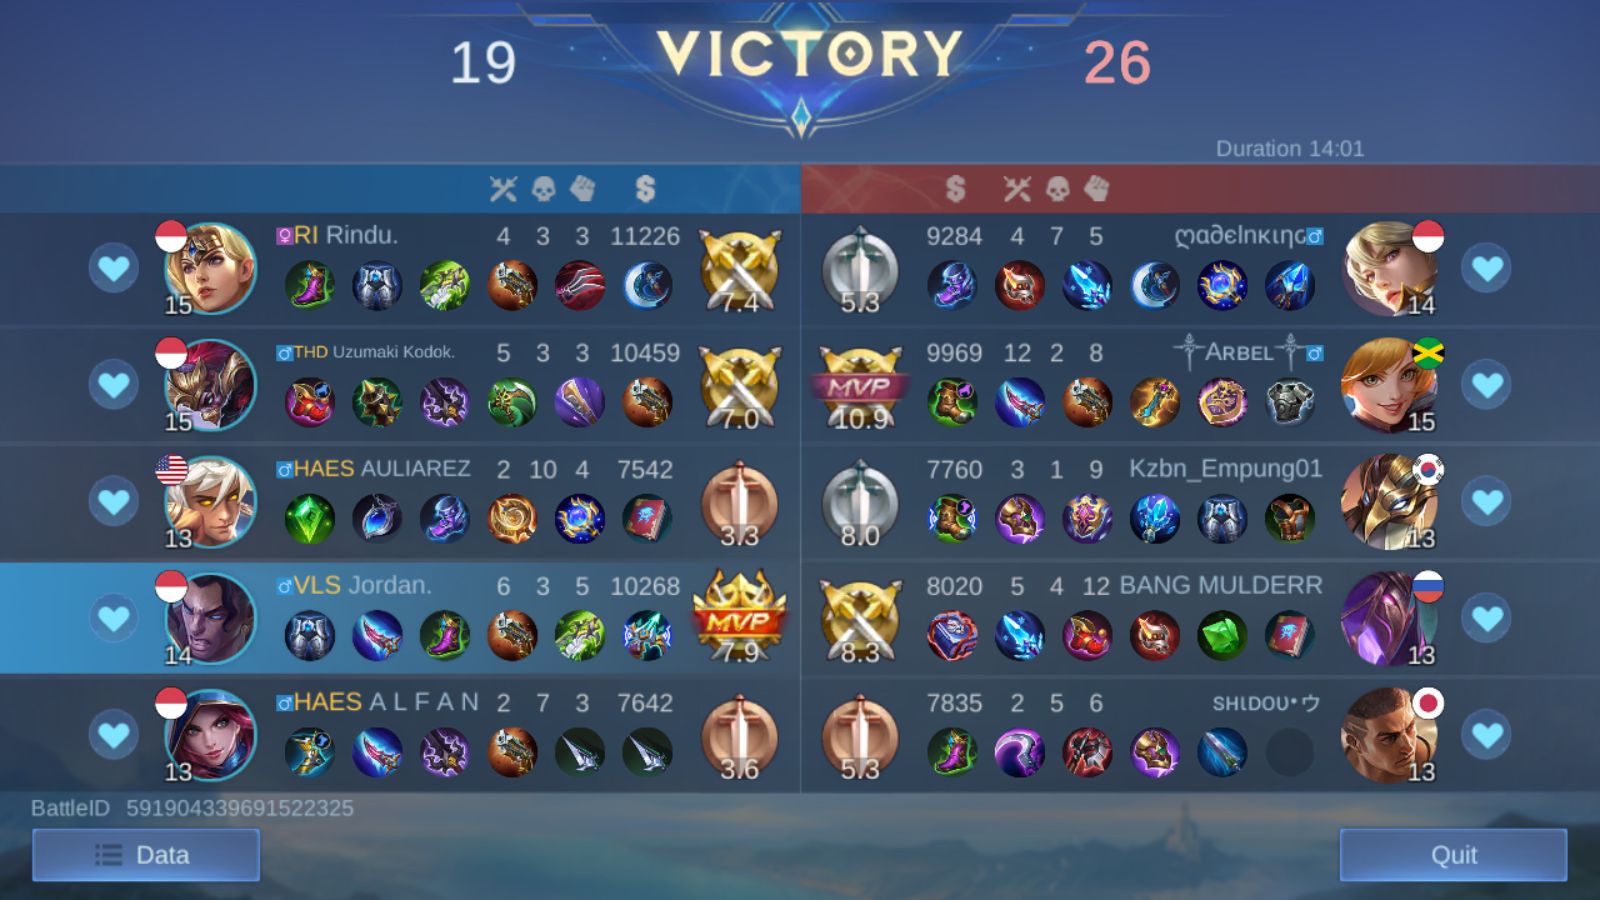 19 VICTORY 26
Duration 14:01
RI Rindu. 4 3 3 11226
15 7.4
5.3 9284 4 7 5
14
THD Uzumaki Kodok. 5 3 3 10459
15 7.0
MVP 10.9 9969 12 2 8 ARBEL
15
HAES AULIAREZ 2 10 4 7542
13 3.3
8.0 7760 3 1 9 Kzbn_Empung01
13
VLS Jordan. 6 3 5 10268
14 MVP 7.9
8.3 8020 5 4 12 BANG MULDERR
13
HAES A L F A N 2 7 3 7642
13 3.6
5.3 7835 2 5 6 ꜱʜɪᴅᴏᴜ•ウ
13
BattleID 591904339691522325
Data
Quit